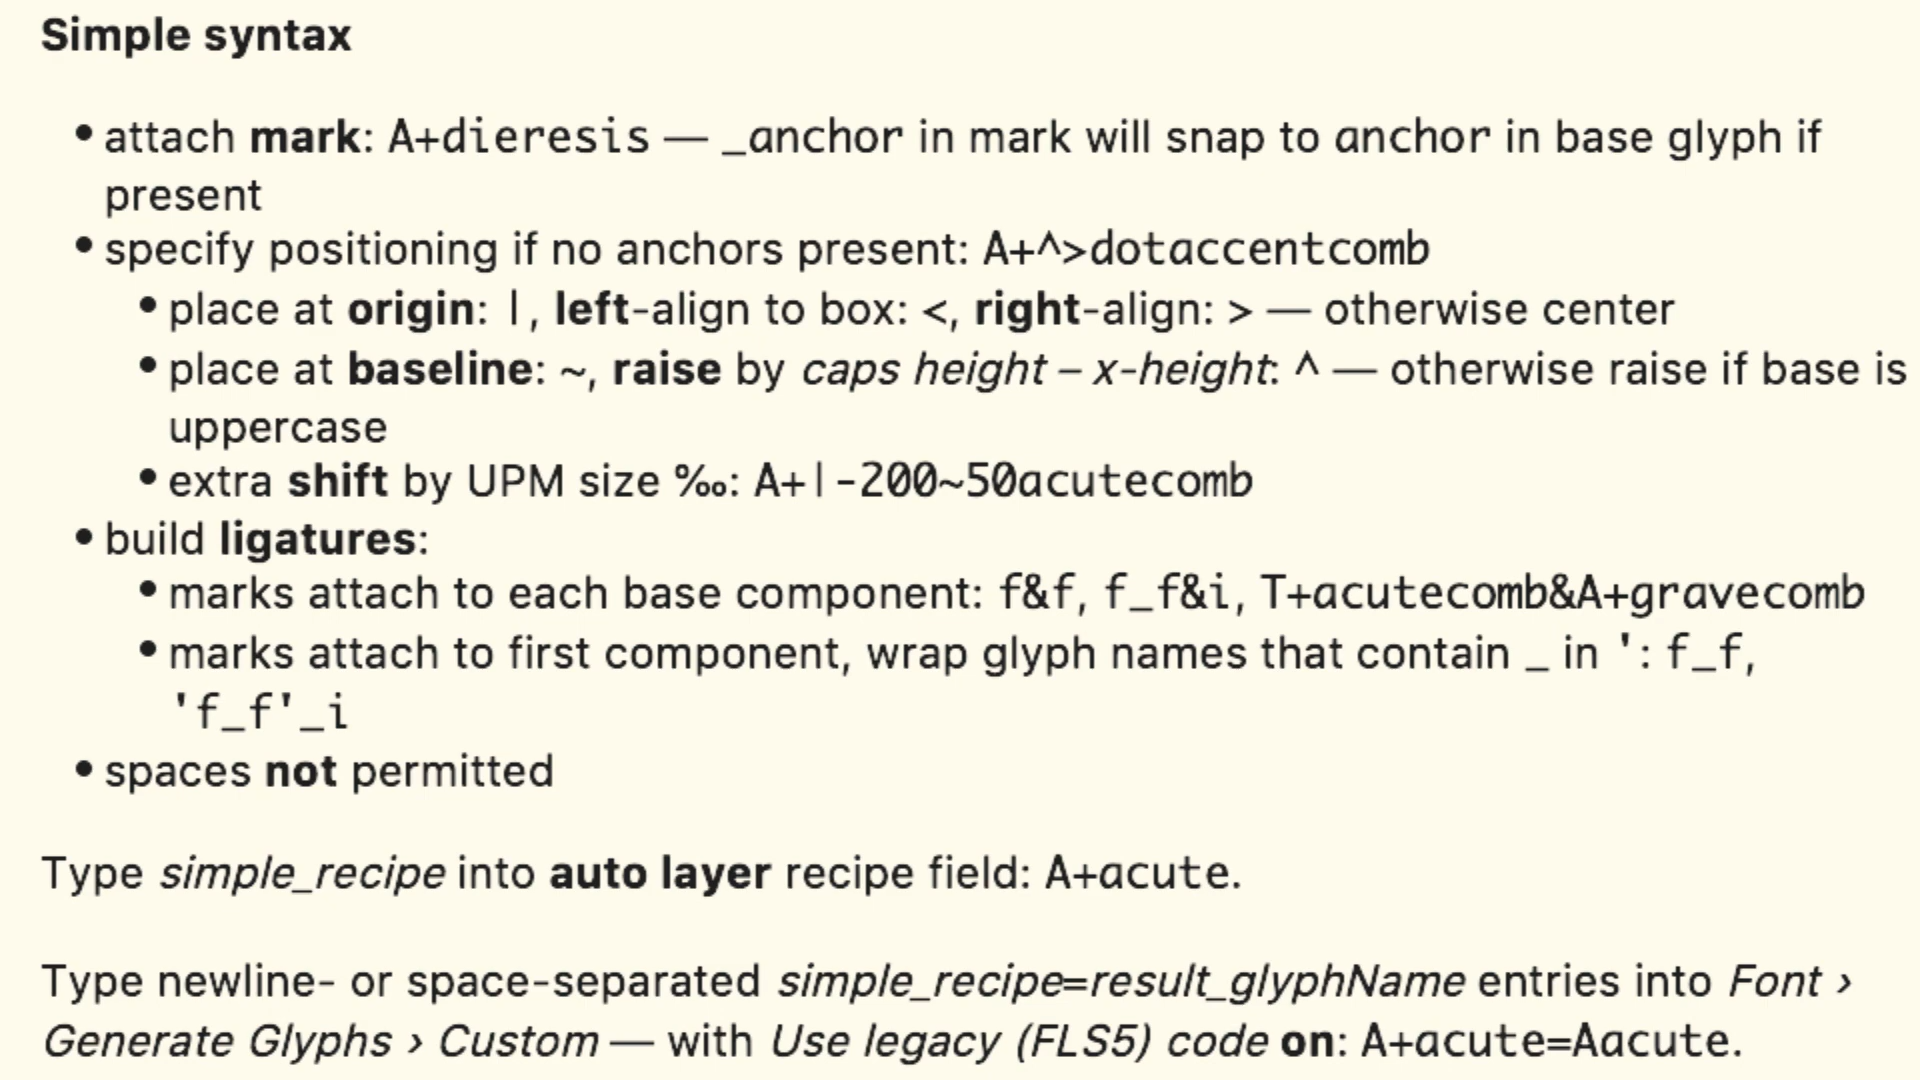 Simple syntax
• attach mark: A+dieresis — _anchor in mark will snap to anchor in base glyph if
present
• specify positioning if no anchors present: A+^>dotaccentcomb
• place at origin: |, left-align to box: <, right-align: > — otherwise center
• place at baseline: ~, raise by caps height – x-height: ^ — otherwise raise if base is
uppercase
• extra shift by UPM size ‰: A+|-200~50acutecomb
• build ligatures:
• marks attach to each base component: f&f, f_f&i, T+acutecomb&A+gravecomb
• marks attach to first component, wrap glyph names that contain _ in ': f_f,
'f_f'_i
• spaces not permitted
Type simple_recipe into auto layer recipe field: A+acute.
Type newline- or space-separated simple_recipe=result_glyphName entries into Font ›
Generate Glyphs › Custom — with Use legacy (FLS5) code on: A+acute=Aacute.